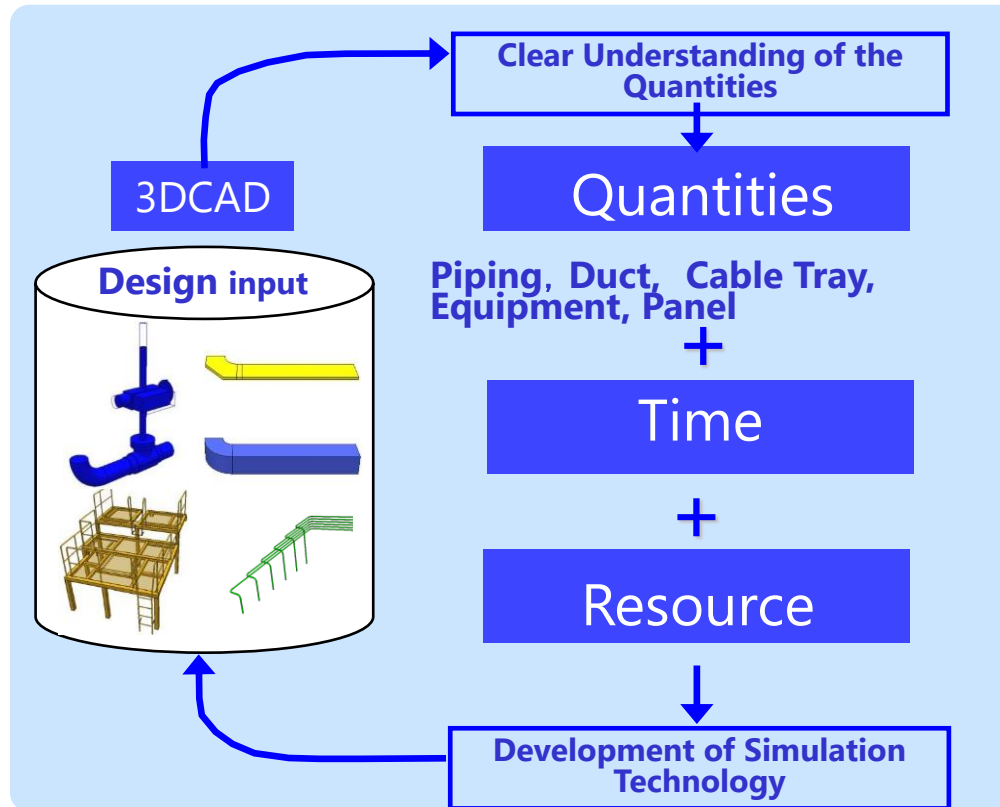 Clear Understanding of the
Quantities
3DCAD
Quantities
Design input
Piping, Duct, Cable Tray,
Equipment, Panel
+
Time
+
Resource
Development of Simulation
Technology